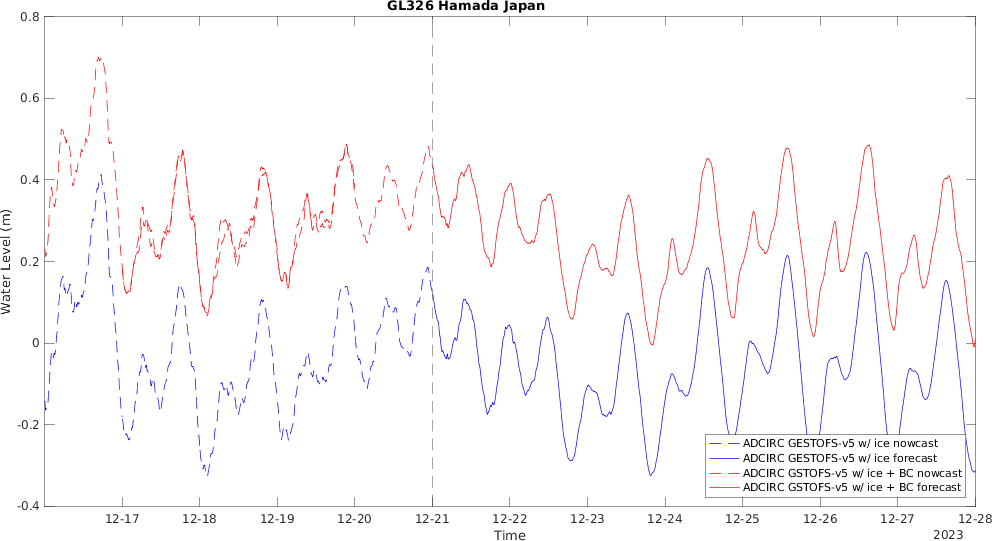 GL326 Hamada Japan
0.8
0.6
0.4
0.2
0
-0.2
-0.4
Water Level (m)
ADCIRC GESTOFS-v5 w/ ice nowcast
ADCIRC GESTOFS-v5 w/ ice forecast
ADCIRC GSTOFS-v5 w/ ice + BC nowcast
ADCIRC GSTOFS-v5 w/ ice + BC forecast
12-17 12-18 12-19 12-20 12-21 12-22 12-23 12-24 12-25 12-26 12-27 12-28
Time
2023